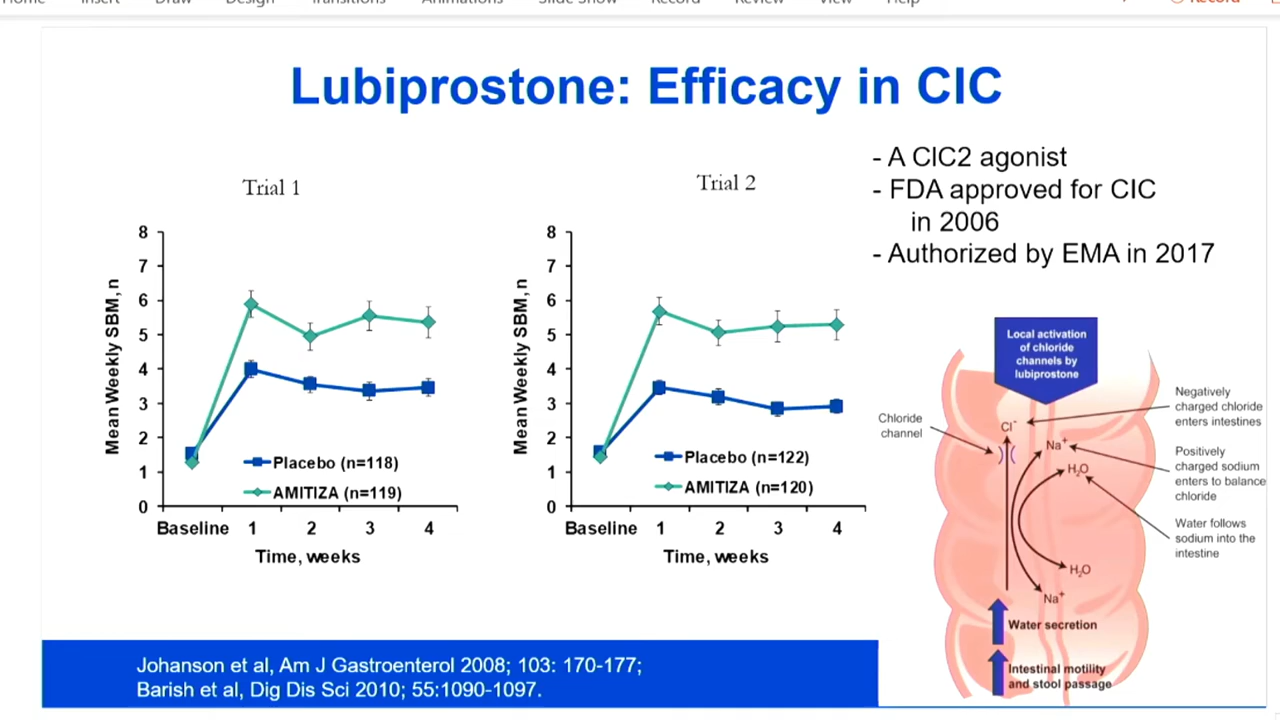 Home Insert Draw Design Transitions Animations Slide Show Record Review View Help
Record
Lubiprostone: Efficacy in CIC
- A ClC2 agonist
- FDA approved for CIC
in 2006
- Authorized by EMA in 2017
Trial 1
Mean Weekly SBM, n
8
7
6
5
4
3
2
1
0
Placebo (n=118)
AMITIZA (n=119)
Baseline 1 2 3 4
Time, weeks
Trial 2
Mean Weekly SBM, n
8
7
6
5
4
3
2
1
0
Placebo (n=122)
AMITIZA (n=120)
Baseline 1 2 3 4
Time, weeks
Local activation
of chloride
channels by
lubiprostone
Chloride
channel
Cl⁻
Na⁺
H₂O
H₂O
Na⁺
Negatively
charged chloride
enters intestines
Positively
charged sodium
enters to balance
chloride
Water follows
sodium into the
intestine
Water secretion
Intestinal motility
and stool passage
Johanson et al, Am J Gastroenterol 2008; 103: 170-177;
Barish et al, Dig Dis Sci 2010; 55:1090-1097.